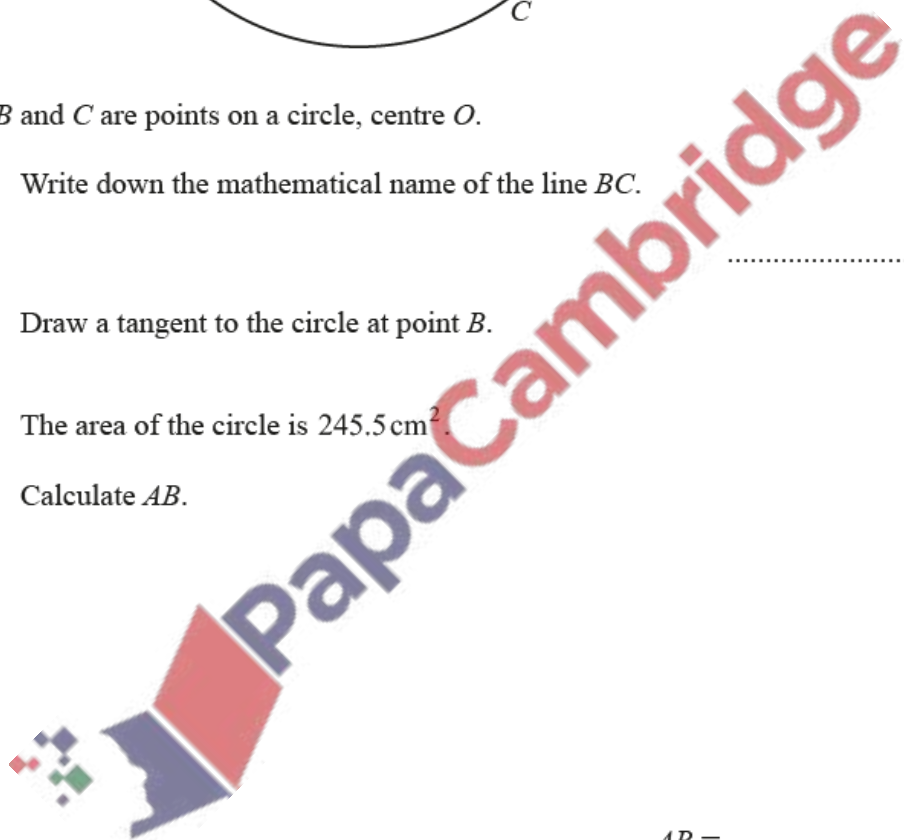 C
B and C are points on a circle, centre O.
Write down the mathematical name of the line BC.
..............................
Draw a tangent to the circle at point B.
The area of the circle is 245.5 cm².
Calculate AB.
PapaCambridge
AB =